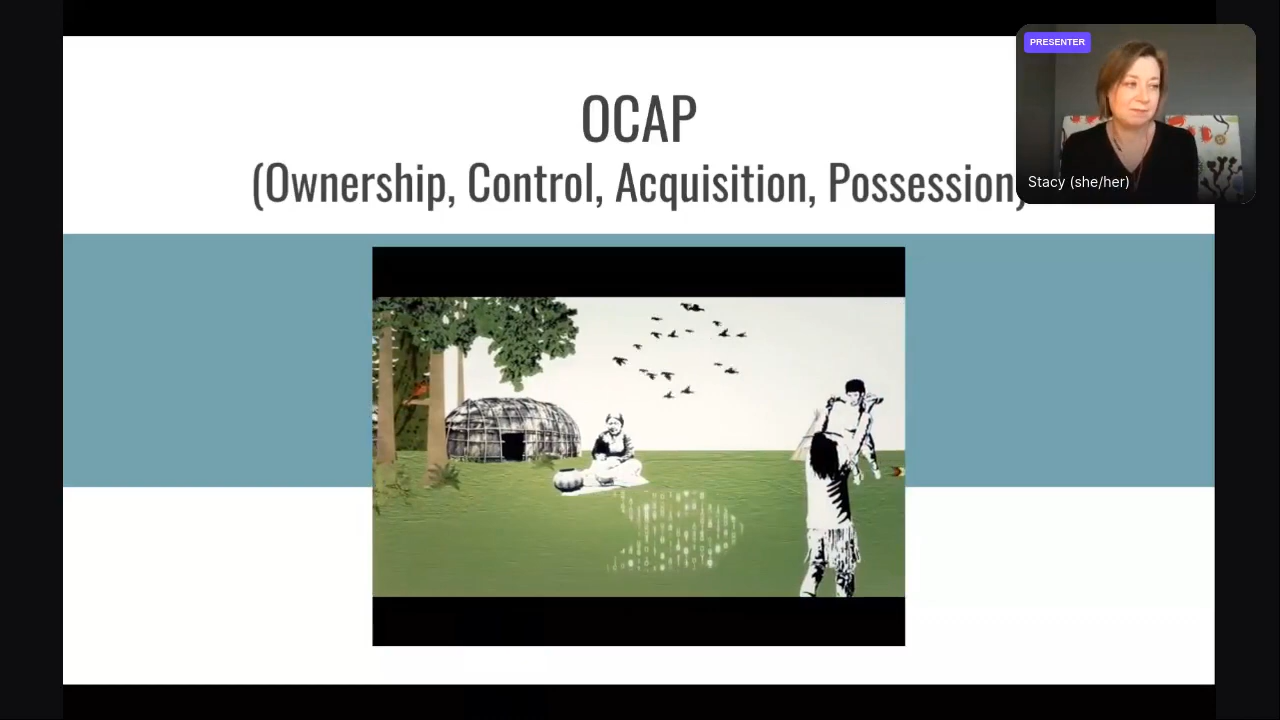 PRESENTER
OCAP
(Ownership, Control, Acquisition, Possession)
Stacy (she/her)